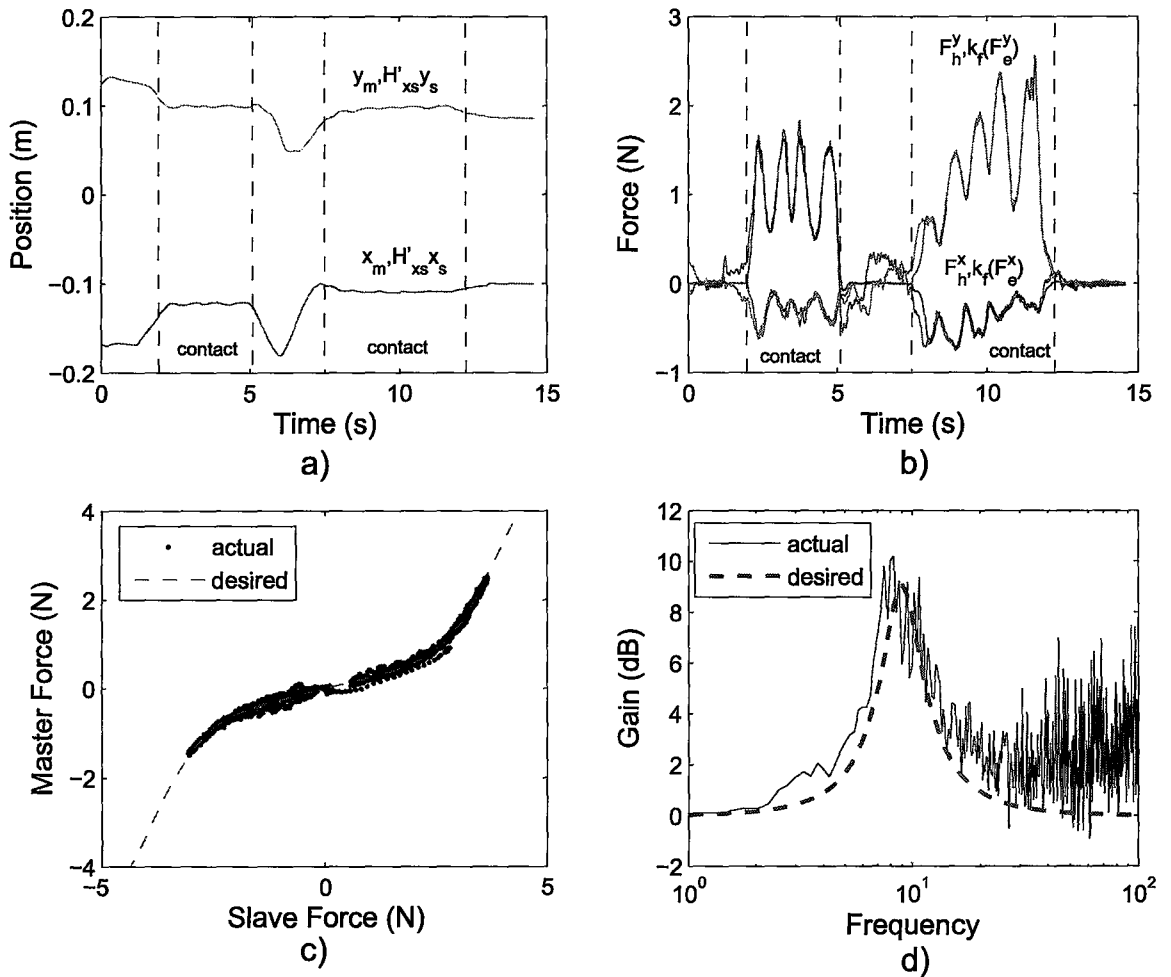 0.2
0.1
0
−0.1
−0.2
Position (m)
y_m,H'_xs y_s
x_m,H'_xs x_s
contact
contact
0
5
10
15
Time (s)
a)
3
2
1
0
−1
Force (N)
F_h^y,k_f(F_e^y)
F_h^x,k_f(F_e^x)
contact
contact
0
5
10
15
Time (s)
b)
4
2
0
−2
−4
Master Force (N)
actual
desired
−5
0
5
Slave Force (N)
c)
12
10
8
6
4
2
0
−2
Gain (dB)
actual
desired
10^0
10^1
10^2
Frequency
d)